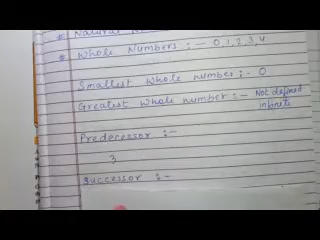 * Natural
* Whole Numbers :- 0,1,2,3,4
Smallest whole number :- 0
Greatest whole number :- Not defined
infinite
Predecessor :-
3
Successor :-